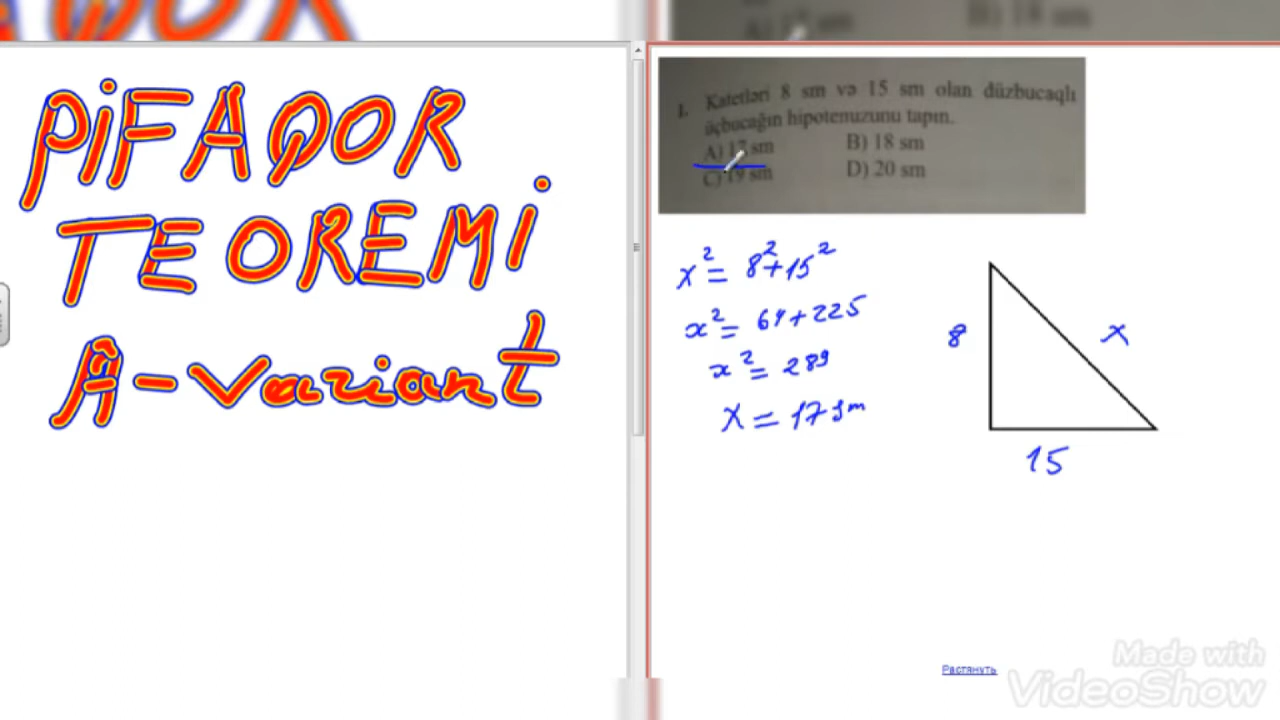 PİFAQOR
TEOREMİ
A-variant
1. Katetləri 8 sm və 15 sm olan düzbucaqlı
üçbucağın hipotenuzunu tapın.
A) 17 sm B) 18 sm
C) 19 sm D) 20 sm
x² = 8² + 15²
x² = 64 + 225
x² = 289
x = 17 sm
8
x
15
Растянуть
Made with
VideoShow